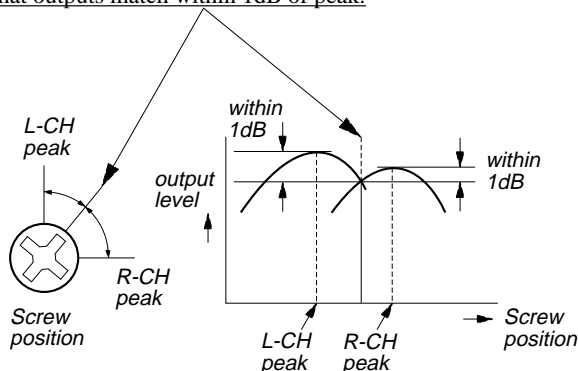 hat outputs match within 1dB of peak.
L-CH
peak
R-CH
peak
Screw
position
within
1dB
output
level
within
1dB
L-CH
peak
R-CH
peak
Screw
position